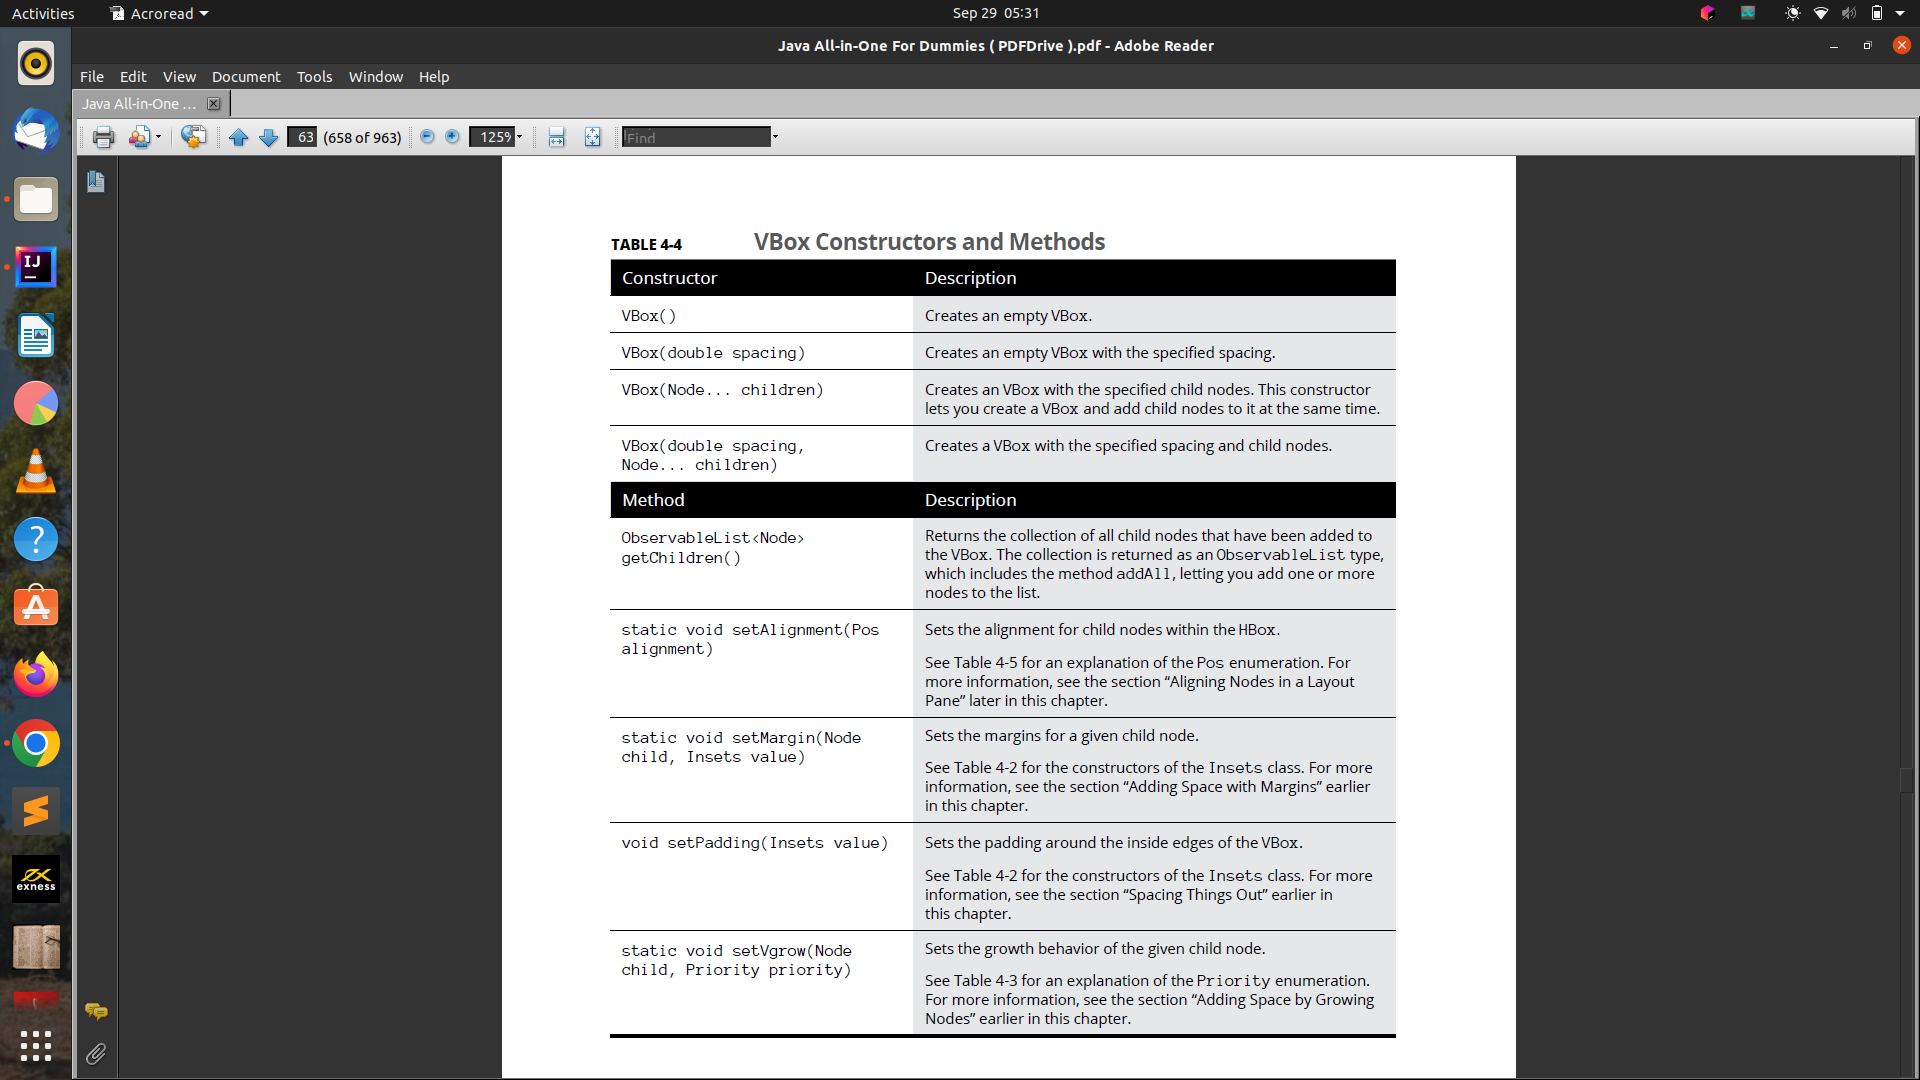 Activities
Acroread
Sep 29 05:31
Java All-in-One For Dummies ( PDFDrive ).pdf - Adobe Reader
File Edit View Document Tools Window Help
Java All-in-One ...
63 (658 of 963) 125% Find
TABLE 4-4 VBox Constructors and Methods
Constructor Description
VBox() Creates an empty VBox.
VBox(double spacing) Creates an empty VBox with the specified spacing.
VBox(Node... children) Creates an VBox with the specified child nodes. This constructor
lets you create a VBox and add child nodes to it at the same time.
VBox(double spacing, Creates a VBox with the specified spacing and child nodes.
Node... children)
Method Description
ObservableList<Node>
getChildren()
Returns the collection of all child nodes that have been added to
the VBox. The collection is returned as an ObservableList type,
which includes the method addAll, letting you add one or more
nodes to the list.
static void setAlignment(Pos
alignment)
Sets the alignment for child nodes within the HBox.
See Table 4-5 for an explanation of the Pos enumeration. For
more information, see the section “Aligning Nodes in a Layout
Pane” later in this chapter.
static void setMargin(Node
child, Insets value)
Sets the margins for a given child node.
See Table 4-2 for the constructors of the Insets class. For more
information, see the section “Adding Space with Margins” earlier
in this chapter.
void setPadding(Insets value)
Sets the padding around the inside edges of the VBox.
See Table 4-2 for the constructors of the Insets class. For more
information, see the section “Spacing Things Out” earlier in
this chapter.
static void setVgrow(Node
child, Priority priority)
Sets the growth behavior of the given child node.
See Table 4-3 for an explanation of the Priority enumeration.
For more information, see the section “Adding Space by Growing
Nodes” earlier in this chapter.
IJ
?
exness